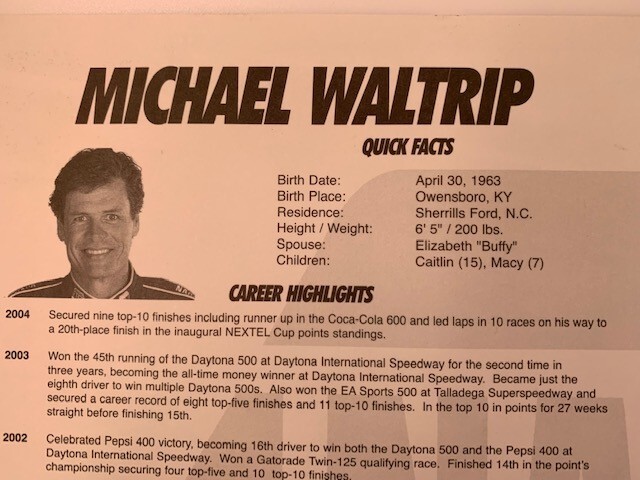 MICHAEL WALTRIP
QUICK FACTS
Birth Date: April 30, 1963
Birth Place: Owensboro, KY
Residence: Sherrills Ford, N.C.
Height / Weight: 6' 5" / 200 lbs.
Spouse: Elizabeth "Buffy"
Children: Caitlin (15), Macy (7)
CAREER HIGHLIGHTS
2004 Secured nine top-10 finishes including runner up in the Coca-Cola 600 and led laps in 10 races on his way to
a 20th-place finish in the inaugural NEXTEL Cup points standings.
2003 Won the 45th running of the Daytona 500 at Daytona International Speedway for the second time in
three years, becoming the all-time money winner at Daytona International Speedway. Became just the
eighth driver to win multiple Daytona 500s. Also won the EA Sports 500 at Talladega Superspeedway and
secured a career record of eight top-five finishes and 11 top-10 finishes. In the top 10 in points for 27 weeks
straight before finishing 15th.
2002 Celebrated Pepsi 400 victory, becoming 16th driver to win both the Daytona 500 and the Pepsi 400 at
Daytona International Speedway. Won a Gatorade Twin-125 qualifying race. Finished 14th in the point's
championship securing four top-five and 10 top-10 finishes.